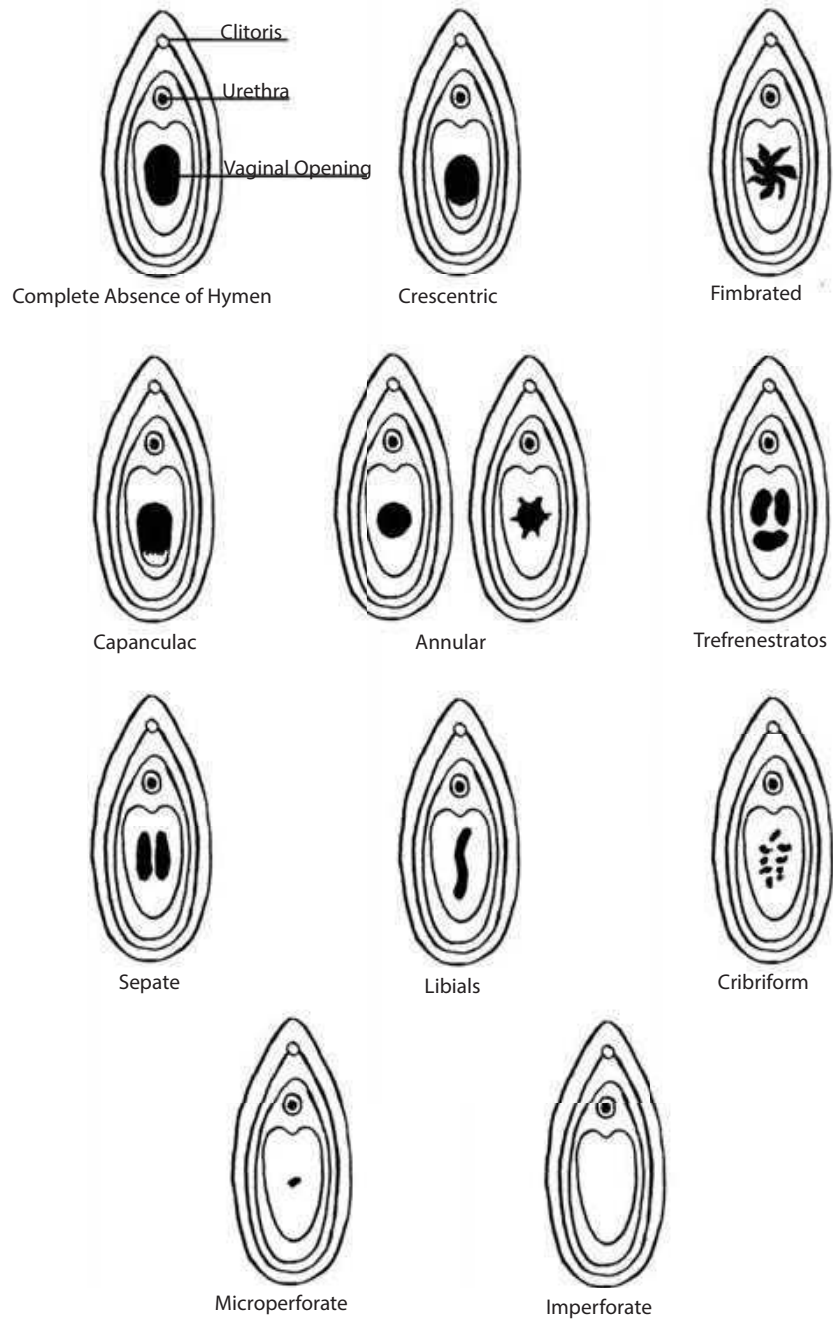 Clitoris
Urethra
Vaginal Opening
Complete Absence of Hymen
Crescentric
Fimbrated
Capanculac
Annular
Trefrenestratos
Sepate
Libials
Cribriform
Microperforate
Imperforate